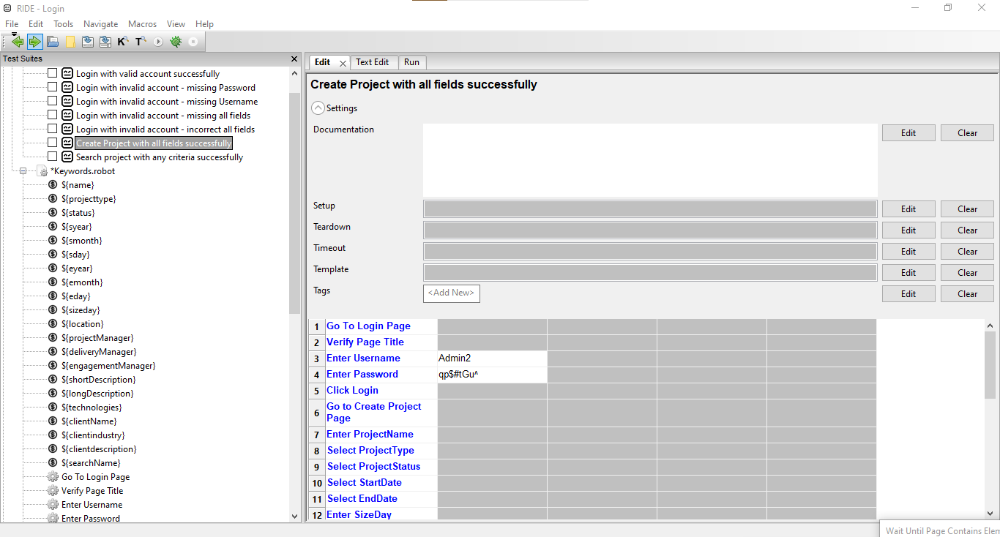 RIDE - Login
File Edit Tools Navigate Macros View Help
Test Suites
Login with valid account successfully
Login with invalid account - missing Password
Login with invalid account - missing Username
Login with invalid account - missing all fields
Login with invalid account - incorrect all fields
Create Project with all fields successfully
Search project with any criteria successfully
*Keywords.robot
${name}
${projecttype}
${status}
${syear}
${smonth}
${sday}
${eyear}
${emonth}
${eday}
${sizeday}
${location}
${projectManager}
${deliveryManager}
${engagementManager}
${shortDescription}
${longDescription}
${technologies}
${clientName}
${clientindustry}
${clientdescription}
${searchName}
Go To Login Page
Verify Page Title
Enter Username
Enter Password
Edit Text Edit Run
Create Project with all fields successfully
Settings
Documentation Edit Clear
Setup Edit Clear
Teardown Edit Clear
Timeout Edit Clear
Template Edit Clear
Tags <Add New> Edit Clear
1 Go To Login Page
2 Verify Page Title
3 Enter Username Admin2
4 Enter Password qp$#tGu^
5 Click Login
6 Go to Create Project
Page
7 Enter ProjectName
8 Select ProjectType
9 Select ProjectStatus
10 Select StartDate
11 Select EndDate
12 Enter SizeDay
Wait Until Page Contains Elem